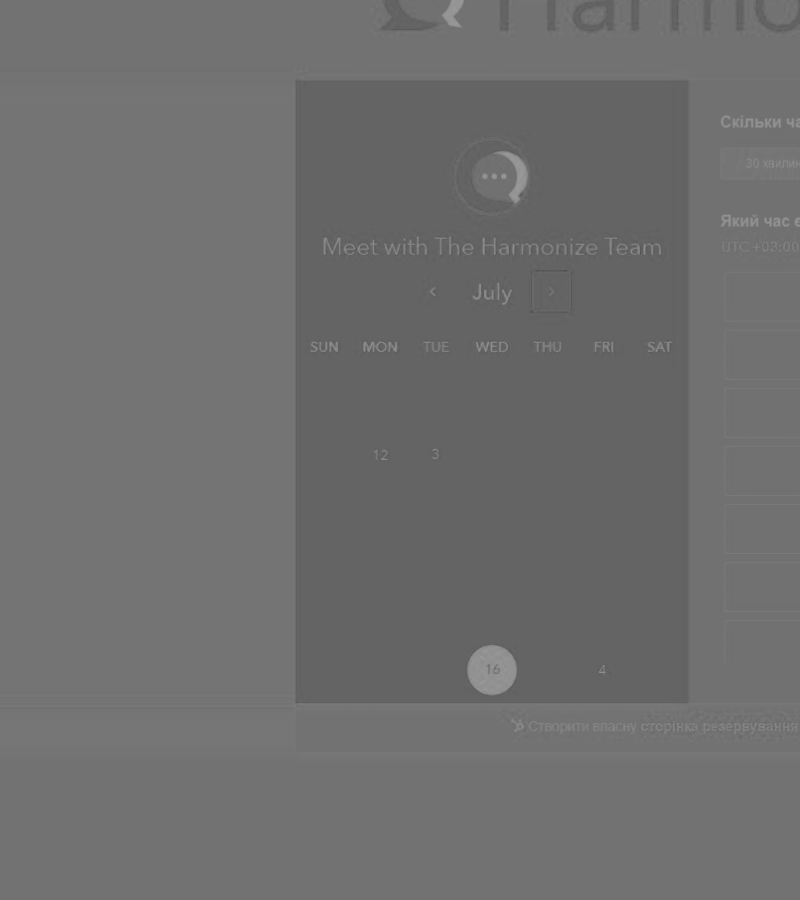 Harmo
Meet with The Harmonize Team
July
SUN MON TUE WED THU FRI SAT
12 3
16 4
Скільки ча
30 хвилин
Який час є
UTC +03:00
Створити власну сторінка резервування